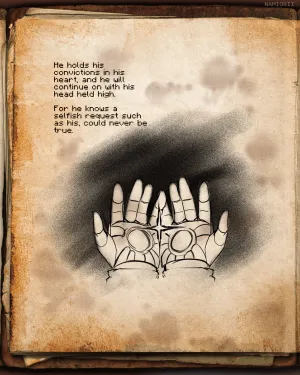 NAMIOKII
He holds his
convictions in his
heart, and he will
continue on with his
head held high.
For he knows a
selfish request such
as his, could never be
true.